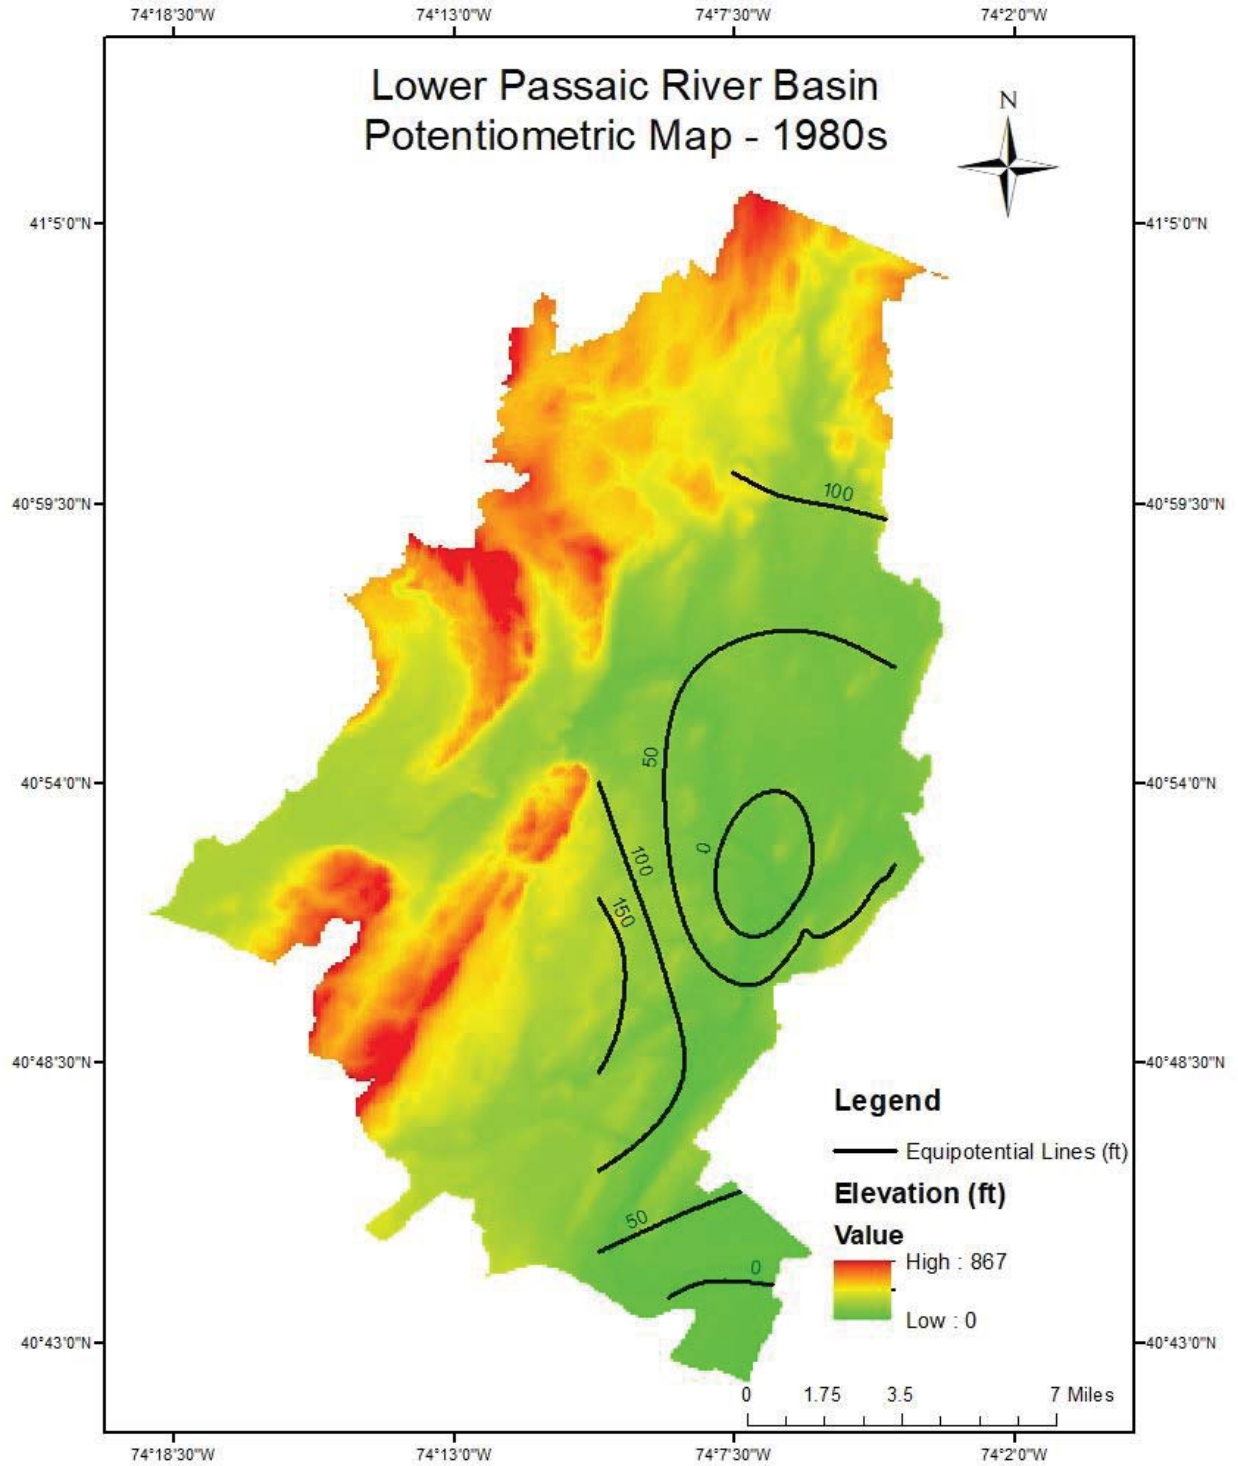 74°18'30"W 74°13'0"W 74°7'30"W 74°2'0"W
Lower Passaic River Basin
Potentiometric Map - 1980s
N
41°5'0"N 41°5'0"N
100
40°59'30"N 40°59'30"N
50
40°54'0"N 40°54'0"N
0
100
150
40°48'30"N 40°48'30"N
Legend
Equipotential Lines (ft)
Elevation (ft)
50
Value
0
High : 867
Low : 0
40°43'0"N 40°43'0"N
0 1.75 3.5 7 Miles
74°18'30"W 74°13'0"W 74°7'30"W 74°2'0"W